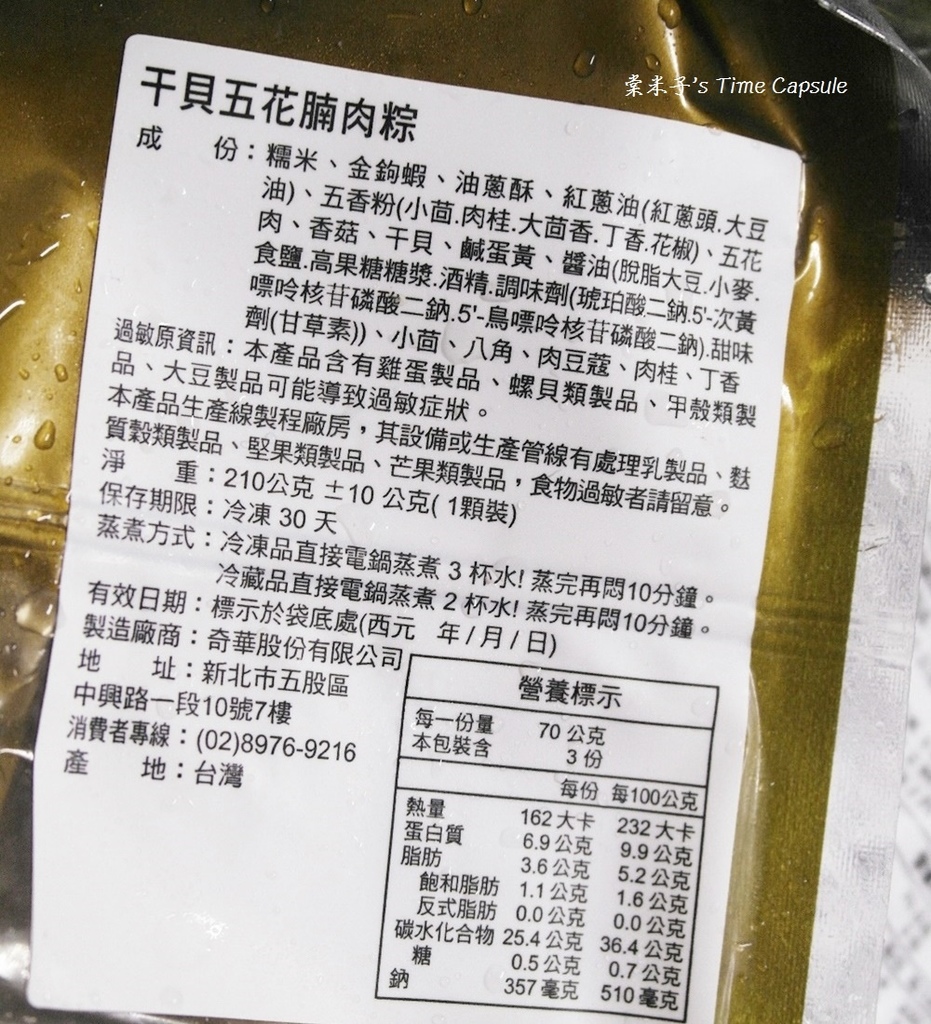 棠米子's Time Capsule
干貝五花腩肉粽
成　　份：糯米、金鉤蝦、油蔥酥、紅蔥油(紅蔥頭.大豆
油)、五香粉(小茴.肉桂.大茴香.丁香.花椒)、五花
肉、香菇、干貝、鹹蛋黃、醬油(脫脂大豆.小麥.
食鹽.高果糖糖漿.酒精.調味劑(琥珀酸二鈉.5'-次黃
嘌呤核苷磷酸二鈉.5'-鳥嘌呤核苷磷酸二鈉).甜味
劑(甘草素))、小茴、八角、肉豆蔻、肉桂、丁香
過敏原資訊：本產品含有雞蛋製品、螺貝類製品、甲殼類製
品、大豆製品可能導致過敏症狀。
本產品生產線製程廠房，其設備或生產管線有處理乳製品、麩
質穀類製品、堅果類製品、芒果類製品，食物過敏者請留意。
淨　　重：210公克 ±10 公克( 1顆裝)
保存期限：冷凍 30 天
蒸煮方式：冷凍品直接電鍋蒸煮 3 杯水! 蒸完再悶10分鐘。
冷藏品直接電鍋蒸煮 2 杯水! 蒸完再悶10分鐘。
有效日期：標示於袋底處(西元　年 / 月 / 日)
製造廠商：奇華股份有限公司
地　　址：新北市五股區
中興路一段10號7樓
消費者專線：(02)8976-9216
產　　地：台灣
營養標示
每一份量　70 公克
本包裝含　3 份
每份　每100公克
熱量　162 大卡　232 大卡
蛋白質　6.9 公克　9.9 公克
脂肪　3.6 公克　5.2 公克
飽和脂肪　1.1 公克　1.6 公克
反式脂肪　0.0 公克　0.0 公克
碳水化合物 25.4 公克　36.4 公克
糖　0.5 公克　0.7 公克
鈉　357 毫克　510 毫克